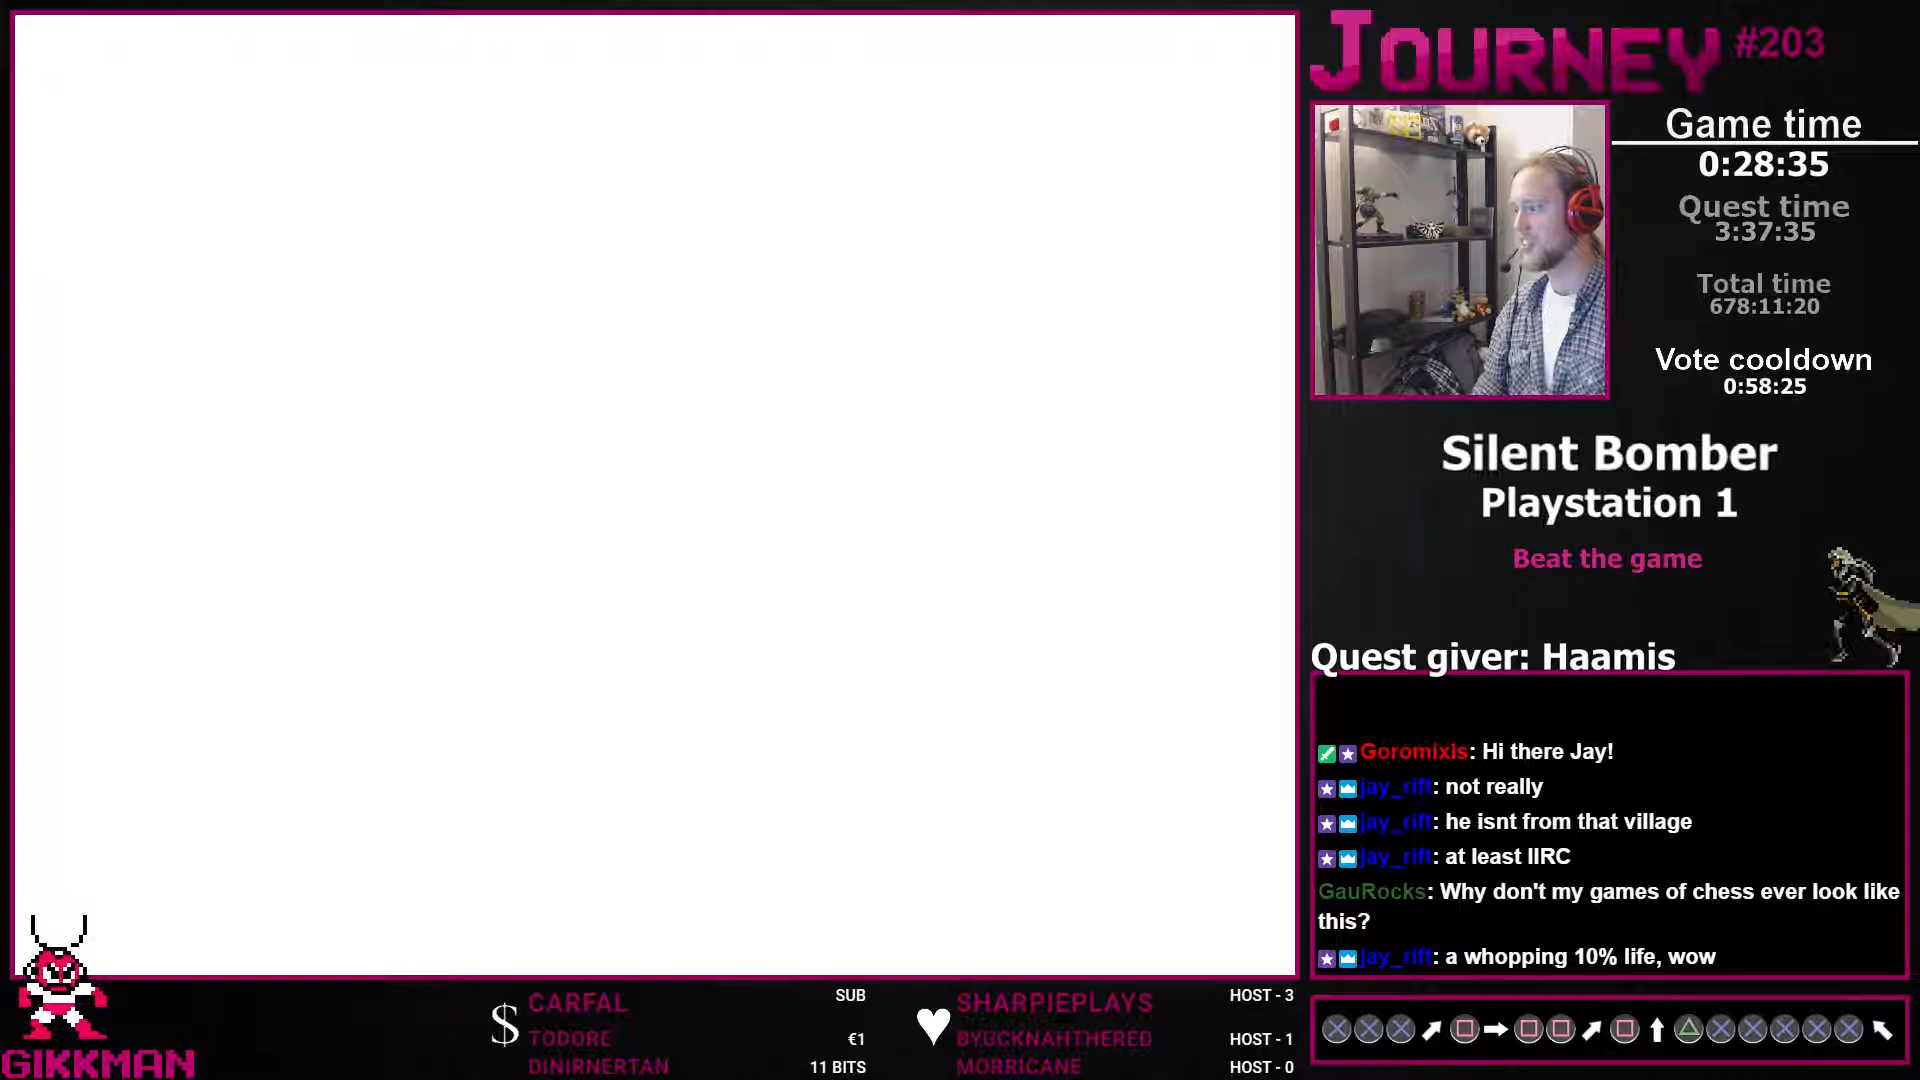 JOURNEY #203
Game time
0:28:35
Quest time
3:37:35
Total time
678:11:20
Vote cooldown
0:58:25
Silent Bomber
Playstation 1
Beat the game
Quest giver: Haamis
Goromixis: Hi there Jay!
jay_rift: not really
jay_rift: he isnt from that village
jay_rift: at least IIRC
GauRocks: Why don't my games of chess ever look like
this?
jay_rift: a whopping 10% life, wow
GIKKMAN
$ CARFAL SUB
TODORE €1
DINIRNERTAN 11 BITS
SHARPIEPLAYS HOST - 3
BYGCKNAHTHERED HOST - 1
MORRICANE HOST - 0